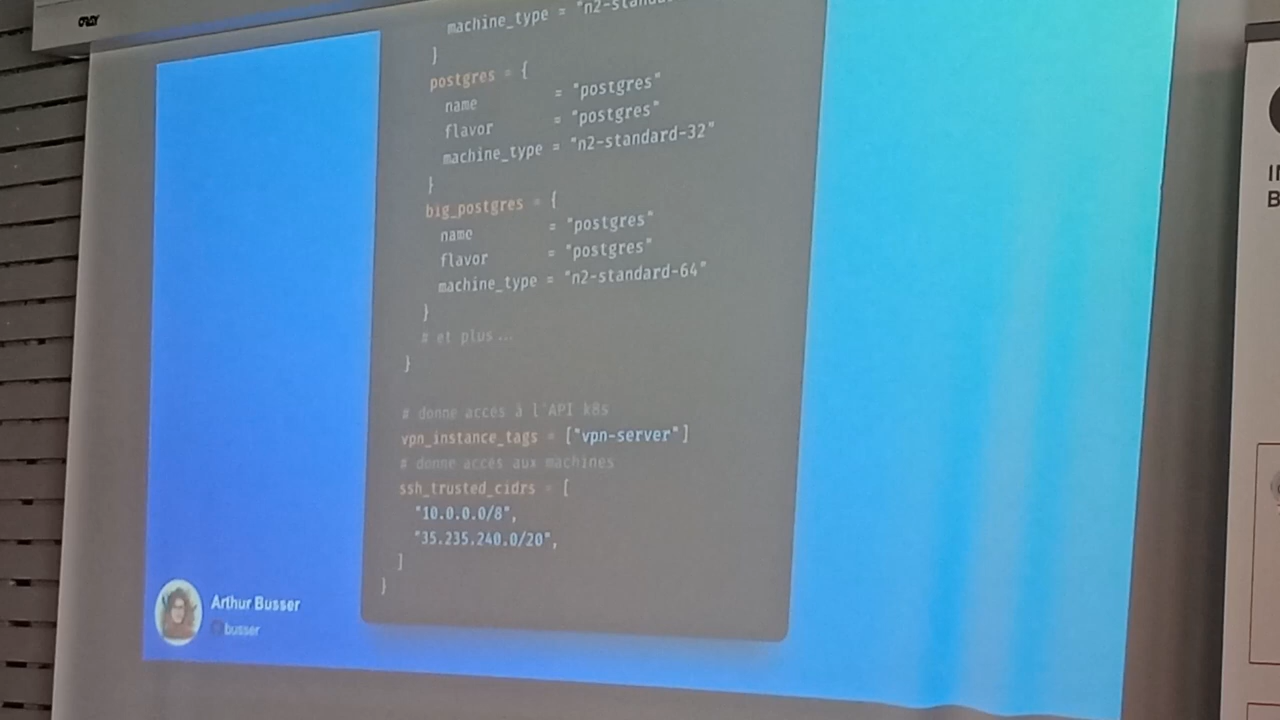 machine_type = "n2-standa
}
postgres = {
name = "postgres"
flavor = "postgres"
machine_type = "n2-standard-32"
}
big_postgres = {
name = "postgres"
flavor = "postgres"
machine_type = "n2-standard-64"
}
# et plus ...
}
# donne accès à l'API k8s
vpn_instance_tags = ["vpn-server"]
# donne accès aux machines
ssh_trusted_cidrs = [
"10.0.0.0/8",
"35.235.240.0/20",
]
}
Arthur Busser
busser